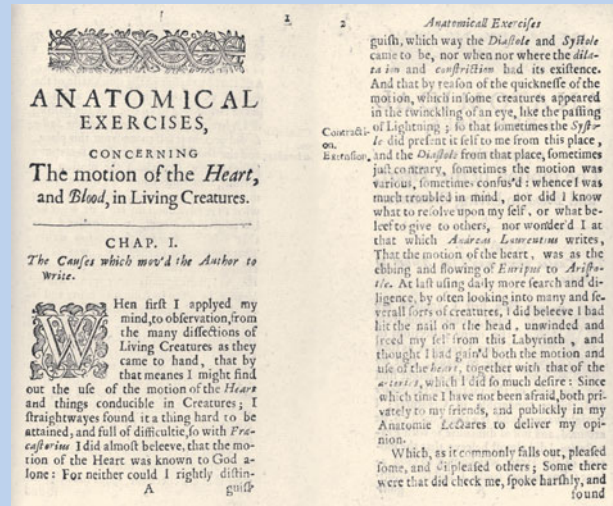 1
ANATOMICAL
EXERCISES,
CONCERNING
The motion of the Heart,
and Blood, in Living Creatures.
CHAP. I.
The Cauſes which mov'd the Author to
Write.
WHen firſt I applyed my
mind, to obſervation, from
the many diſſections of
Living Creatures as they
came to hand, that by
that meanes I might find
out the uſe of the motion of the Heart
and things conducible in Creatures; I
ſtraightwayes found it a thing hard to be
attained, and full of difficultie, ſo with Fra-
caſtorius I did almoſt beleeve, that the mo-
tion of the Heart was known to God a-
lone: For neither could I rightly diſtin-
A guiſh
2 Anatomicall Exerciſes
guiſh, which way the Diaſtole and Syſtole
came to be, nor when nor where the dila-
ta ion and conſtriction had its exiſtence.
And that by reaſon of the quickneſſe of the
motion, which in ſome creatures appeared
in the twinckling of an eye, like the paſſing
of Lightning; ſo that ſometimes the Syſto-
le did preſent it ſelf to me from this place,
and the Diaſtole from that place, ſometimes
juſt contrary, ſometimes the motion was
various, ſometimes confus'd: whence I was
much troubled in mind, nor did I know
what to reſolve upon my ſelf, or what be-
leef to give to others, nor wonder'd I at
that which Andreas Laurentius writes,
That the motion of the heart, was as the
ebbing and flowing of Euripus to Ariſto-
tle. At laſt uſing daily more ſearch and di-
ligence, by often looking into many and ſe-
verall ſorts of creatures, I did beleeve I had
hit the nail on the head, unwinded and
freed my ſelf from this Labyrinth, and
thought I had gain'd both the motion and
uſe of the heart, together with that of the
arteries, which I did ſo much deſire: Since
which time I have not been afraid, both pri-
vately to my friends, and publickly in my
Anatomie Lectures to deliver my opi-
nion.
Which, as it commonly falls out, pleaſed
ſome, and diſpleaſed others; Some there
were that did check me, ſpoke harſhly, and
found
Contracti-
on.
Extenſion.